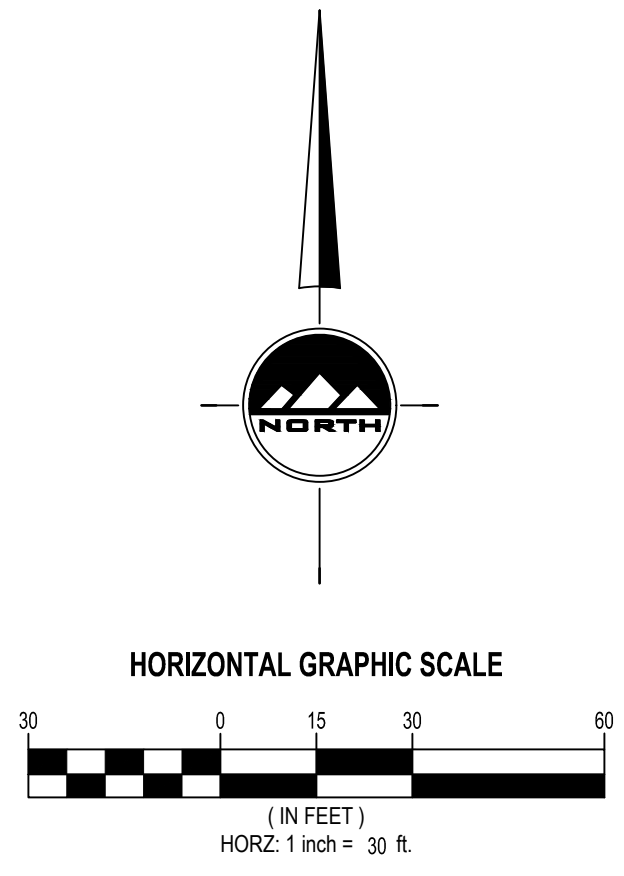 NORTH
HORIZONTAL GRAPHIC SCALE
30 0 15 30 60
( IN FEET )
HORZ: 1 inch = 30 ft.